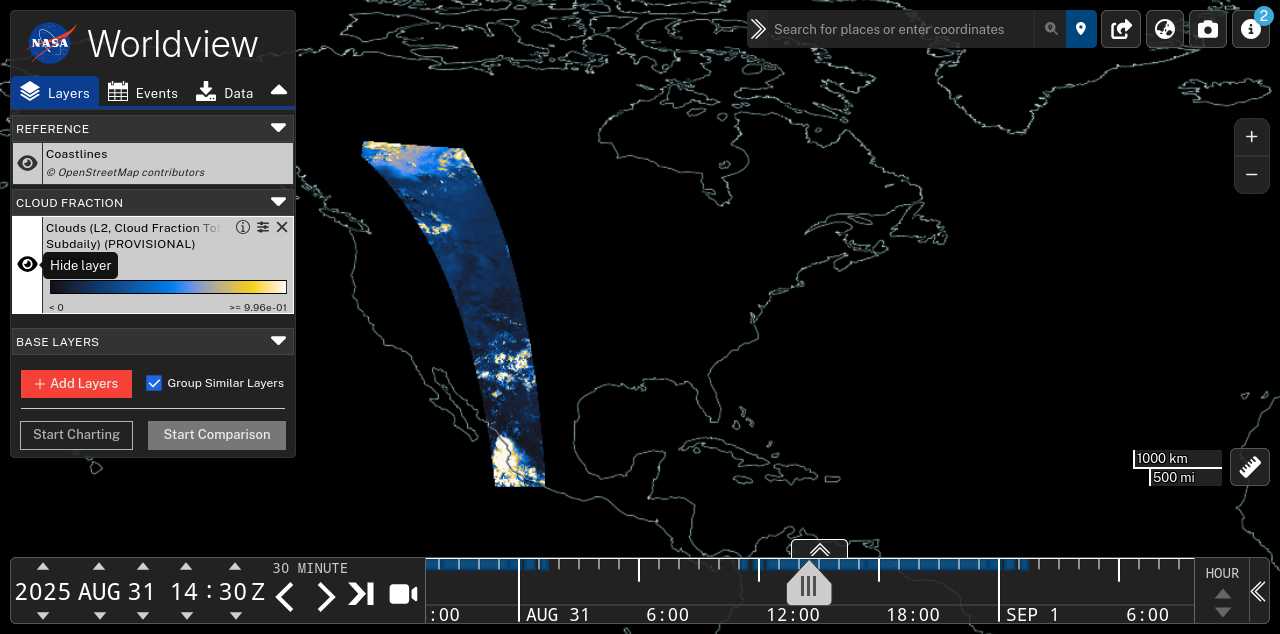 NASA Worldview
Search for places or enter coordinates
2
Layers Events Data
REFERENCE
Coastlines
© OpenStreetMap contributors
CLOUD FRACTION
Clouds (L2, Cloud Fraction Tot
Subdaily) (PROVISIONAL)
Hide layer
< 0 >= 9.96e-01
BASE LAYERS
+ Add Layers Group Similar Layers
Start Charting Start Comparison
+
−
1000 km
500 mi
2025 AUG 31 14 : 30 Z
30 MINUTE
:00 AUG 31 6:00 12:00 18:00 SEP 1 6:00
HOUR